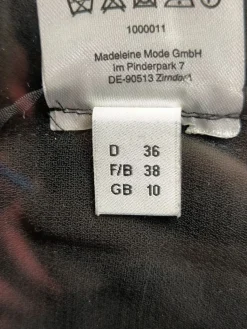 1000011
Madeleine Mode GmbH
im Pinderpark 7
DE-90513 Zirndorf
D 36
F/B 38
GB 10